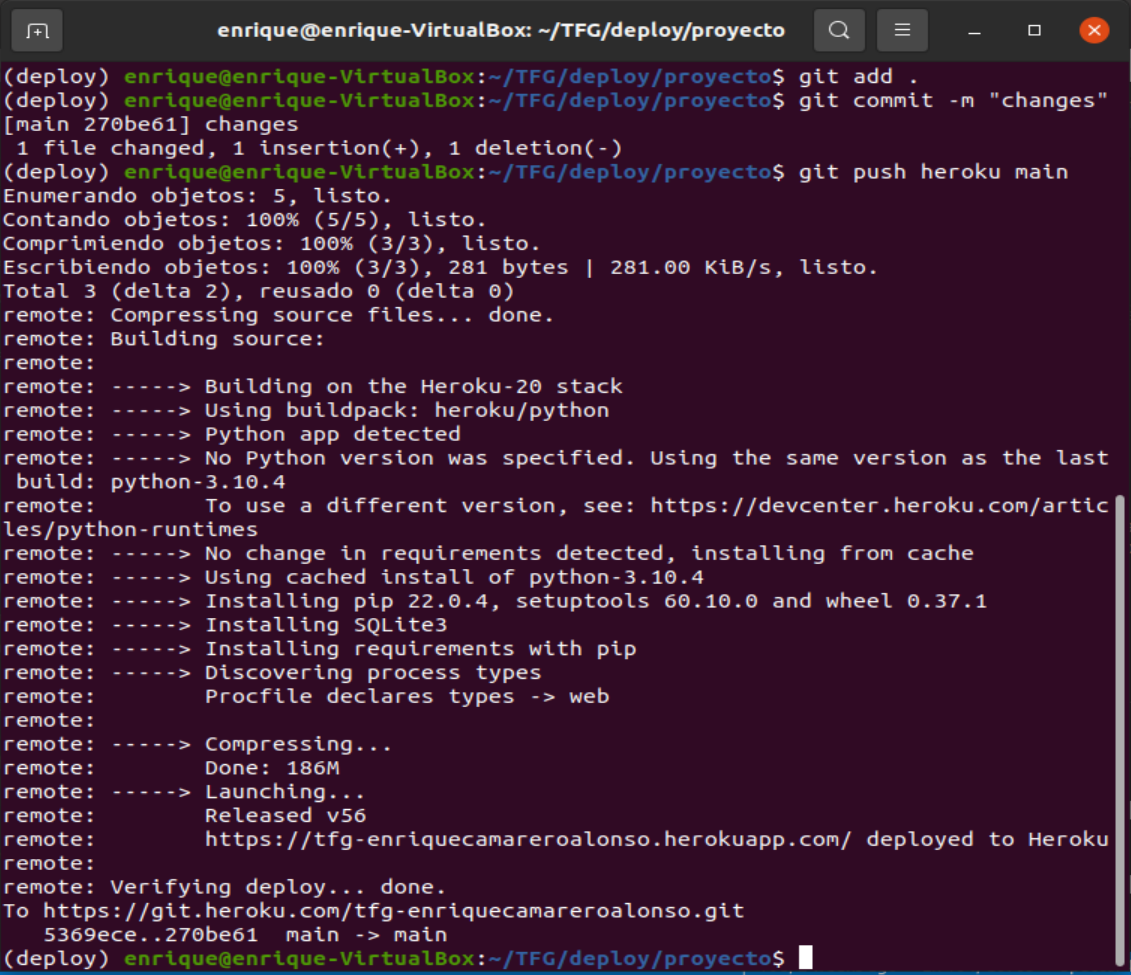 enrique@enrique-VirtualBox: ~/TFG/deploy/proyecto
(deploy) enrique@enrique-VirtualBox:~/TFG/deploy/proyecto$ git add .
(deploy) enrique@enrique-VirtualBox:~/TFG/deploy/proyecto$ git commit -m "changes"
[main 270be61] changes
 1 file changed, 1 insertion(+), 1 deletion(-)
(deploy) enrique@enrique-VirtualBox:~/TFG/deploy/proyecto$ git push heroku main
Enumerando objetos: 5, listo.
Contando objetos: 100% (5/5), listo.
Comprimiendo objetos: 100% (3/3), listo.
Escribiendo objetos: 100% (3/3), 281 bytes | 281.00 KiB/s, listo.
Total 3 (delta 2), reusado 0 (delta 0)
remote: Compressing source files... done.
remote: Building source:
remote:
remote: -----> Building on the Heroku-20 stack
remote: -----> Using buildpack: heroku/python
remote: -----> Python app detected
remote: -----> No Python version was specified. Using the same version as the last
 build: python-3.10.4
remote:        To use a different version, see: https://devcenter.heroku.com/artic
les/python-runtimes
remote: -----> No change in requirements detected, installing from cache
remote: -----> Using cached install of python-3.10.4
remote: -----> Installing pip 22.0.4, setuptools 60.10.0 and wheel 0.37.1
remote: -----> Installing SQLite3
remote: -----> Installing requirements with pip
remote: -----> Discovering process types
remote:        Procfile declares types -> web
remote:
remote: -----> Compressing...
remote:        Done: 186M
remote: -----> Launching...
remote:        Released v56
remote:        https://tfg-enriquecamareroalonso.herokuapp.com/ deployed to Heroku
remote:
remote: Verifying deploy... done.
To https://git.heroku.com/tfg-enriquecamareroalonso.git
   5369ece..270be61  main -> main
(deploy) enrique@enrique-VirtualBox:~/TFG/deploy/proyecto$